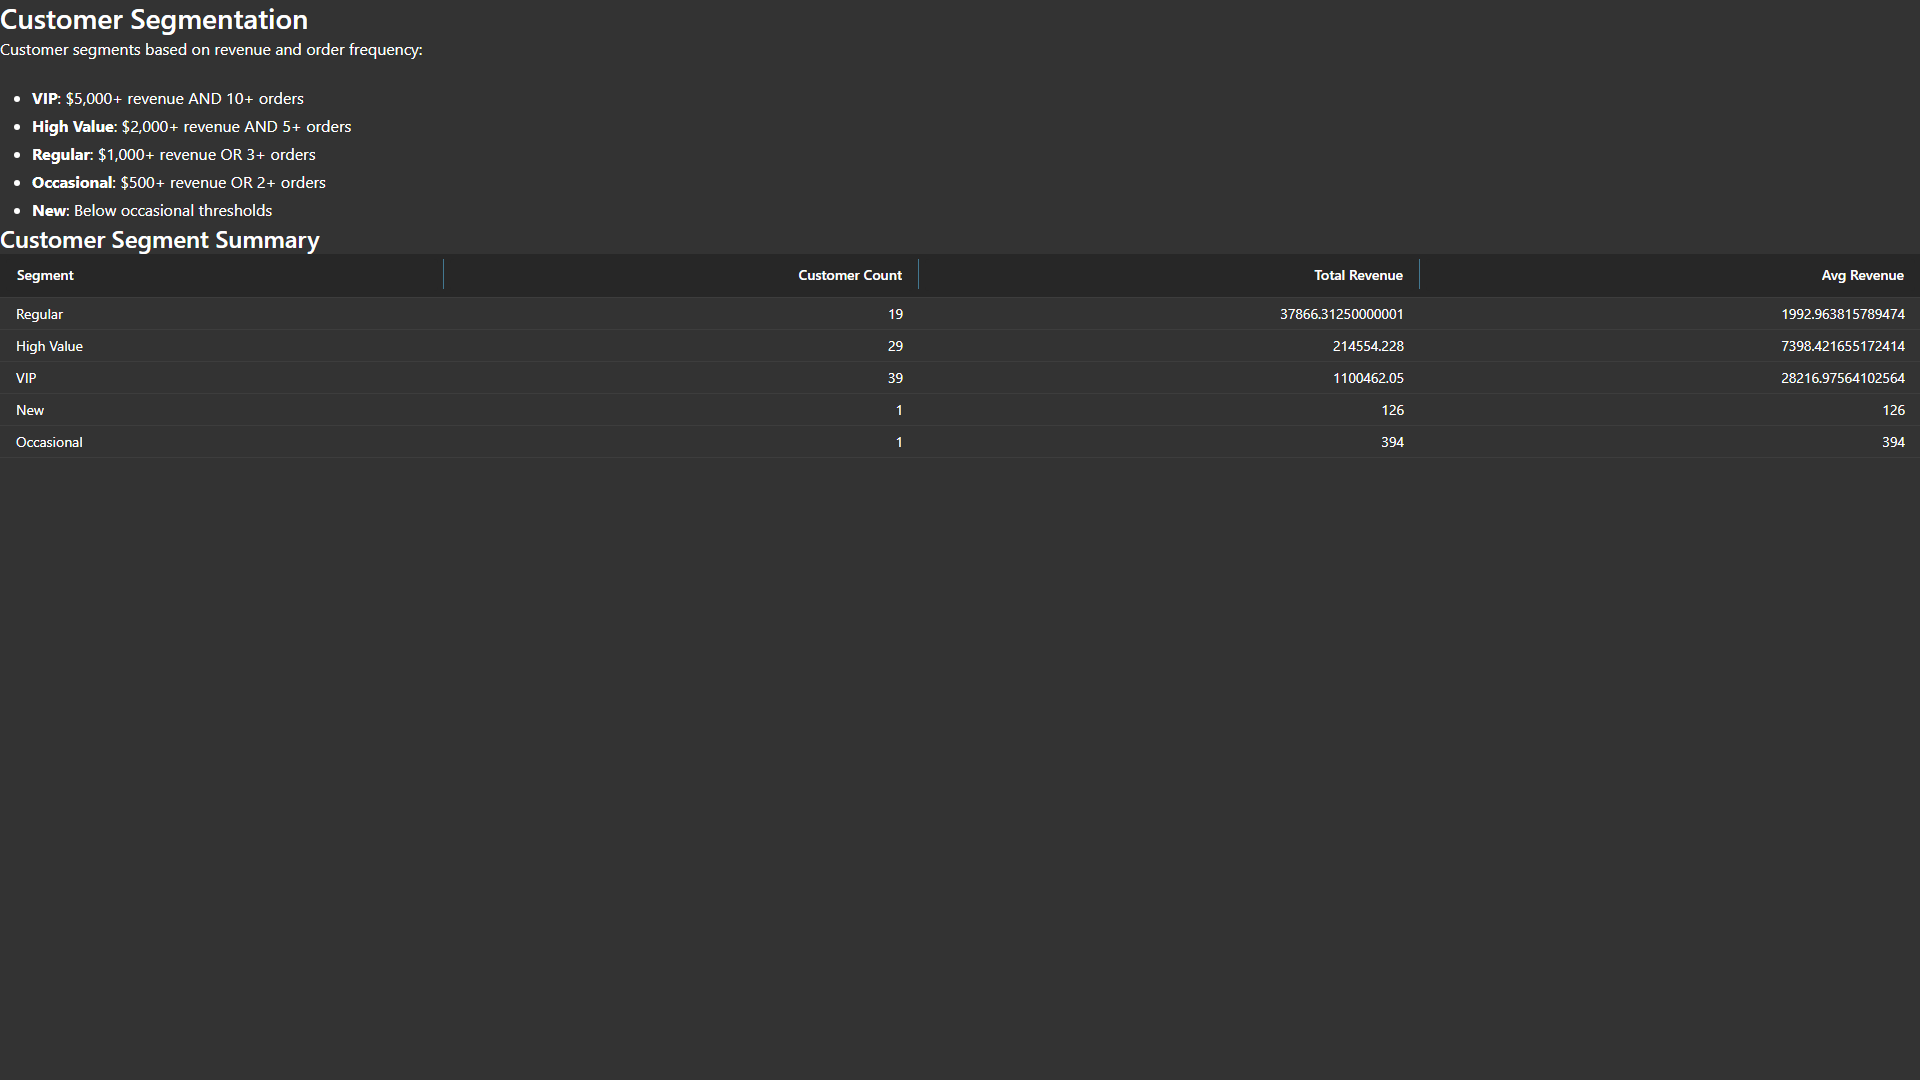 Customer Segmentation
Customer segments based on revenue and order frequency:
VIP: $5,000+ revenue AND 10+ orders
High Value: $2,000+ revenue AND 5+ orders
Regular: $1,000+ revenue OR 3+ orders
Occasional: $500+ revenue OR 2+ orders
New: Below occasional thresholds
Customer Segment Summary
Segment Customer Count Total Revenue Avg Revenue
Regular 19 37866.31250000001 1992.963815789474
High Value 29 214554.228 7398.421655172414
VIP 39 1100462.05 28216.97564102564
New 1 126 126
Occasional 1 394 394